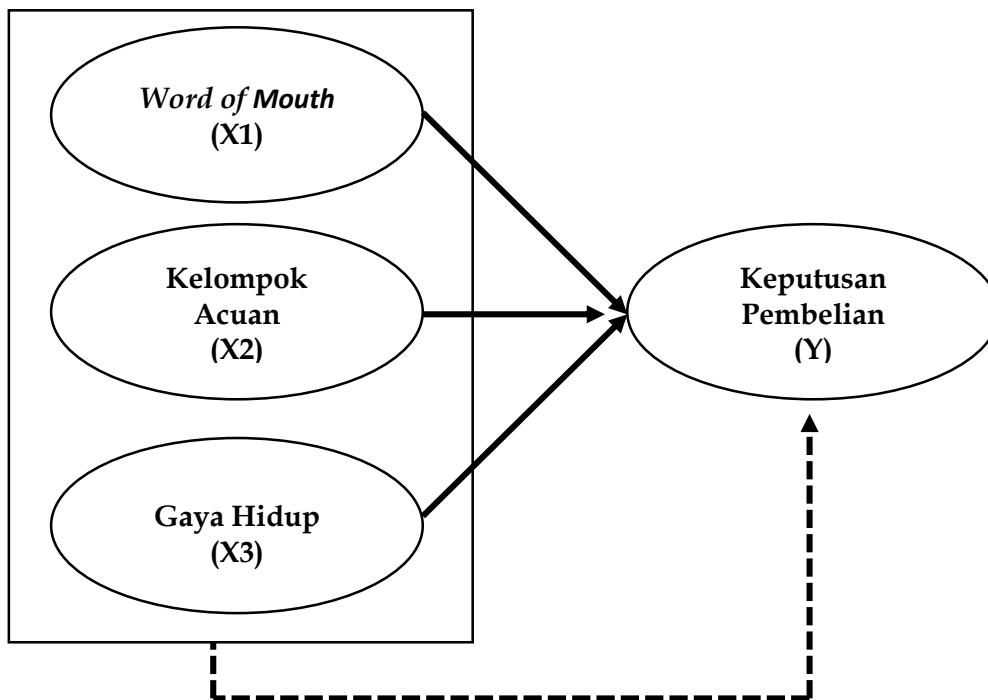 Word of Mouth
(X1)
Kelompok
Acuan
(X2)
Gaya Hidup
(X3)
Keputusan
Pembelian
(Y)